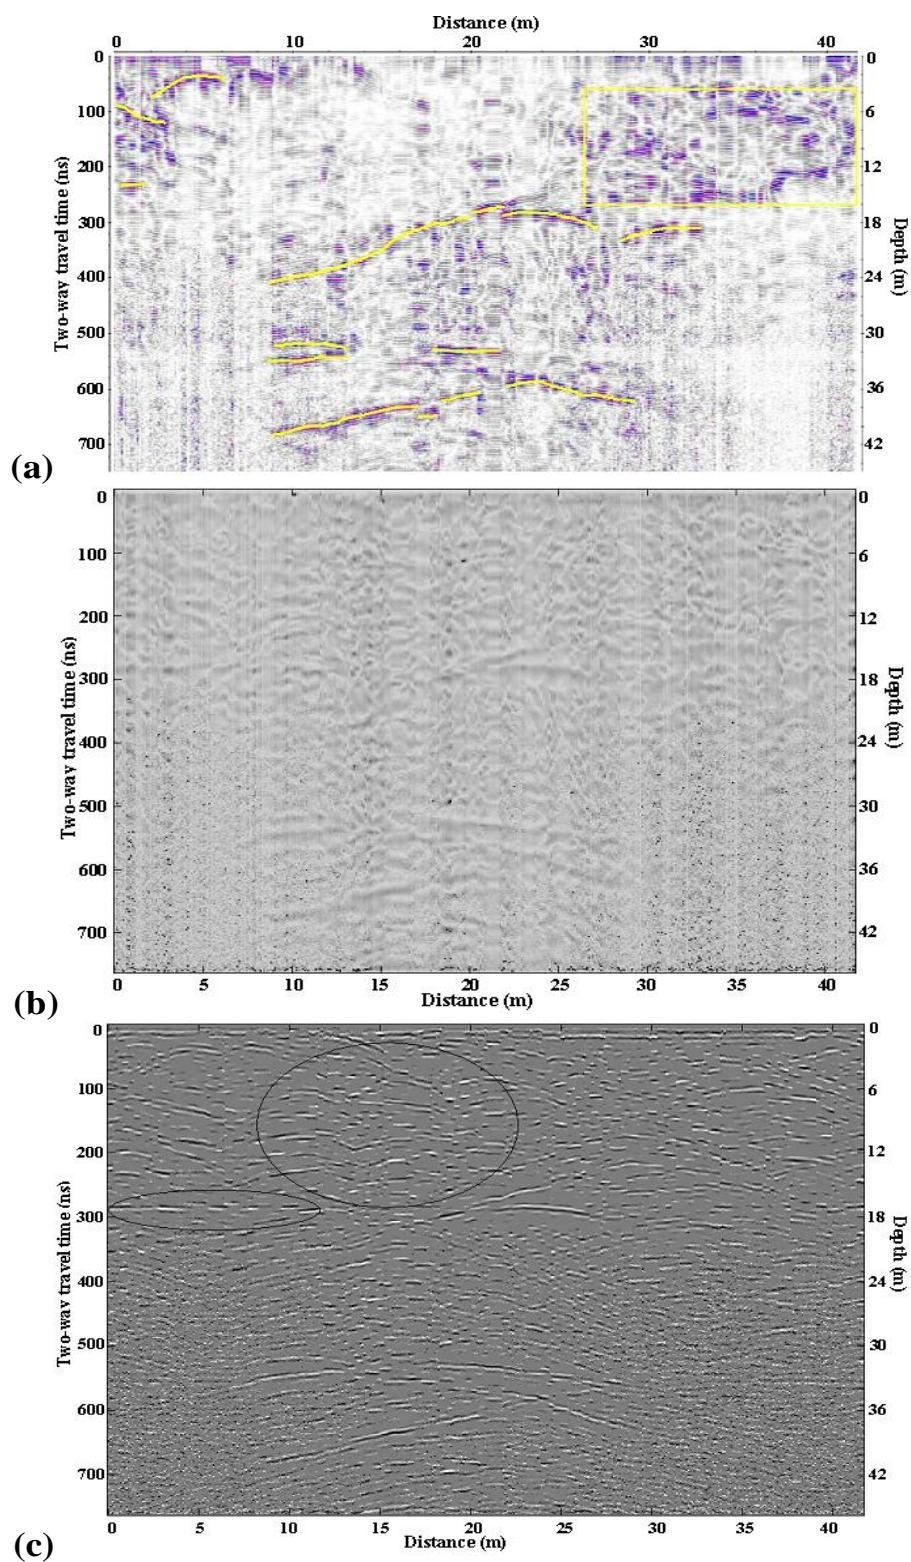 Distance (m)
0 10 20 30 40
0 0
100 6
200 12
300 18
400 24
500 30
600 36
700 42
Two-way travel time (ns)
Depth (m)
(a)
0 0
100 6
200 12
300 18
400 24
500 30
600 36
700 42
Two-way travel time (ns)
Depth (m)
0 5 10 15 20 25 30 35 40
Distance (m)
(b)
0 0
100 6
200 12
300 18
400 24
500 30
600 36
700 42
Two-way travel time (ns)
Depth (m)
0 5 10 15 20 25 30 35 40
Distance (m)
(c)